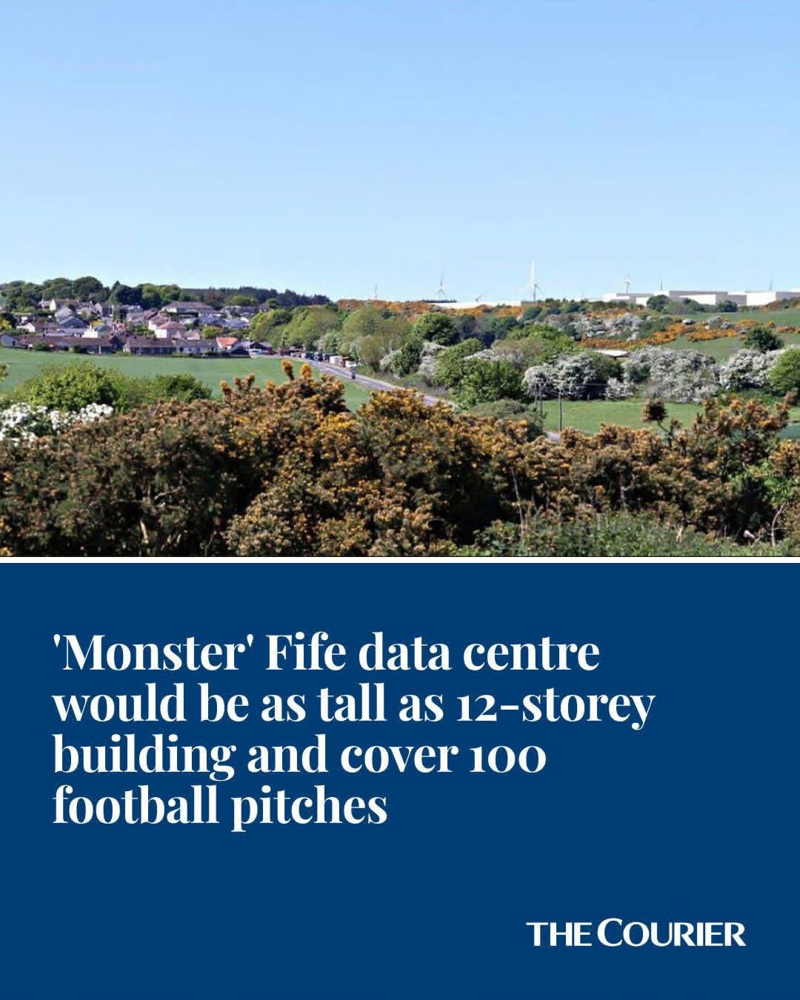 'Monster' Fife data centre
would be as tall as 12-storey
building and cover 100
football pitches
THE COURIER